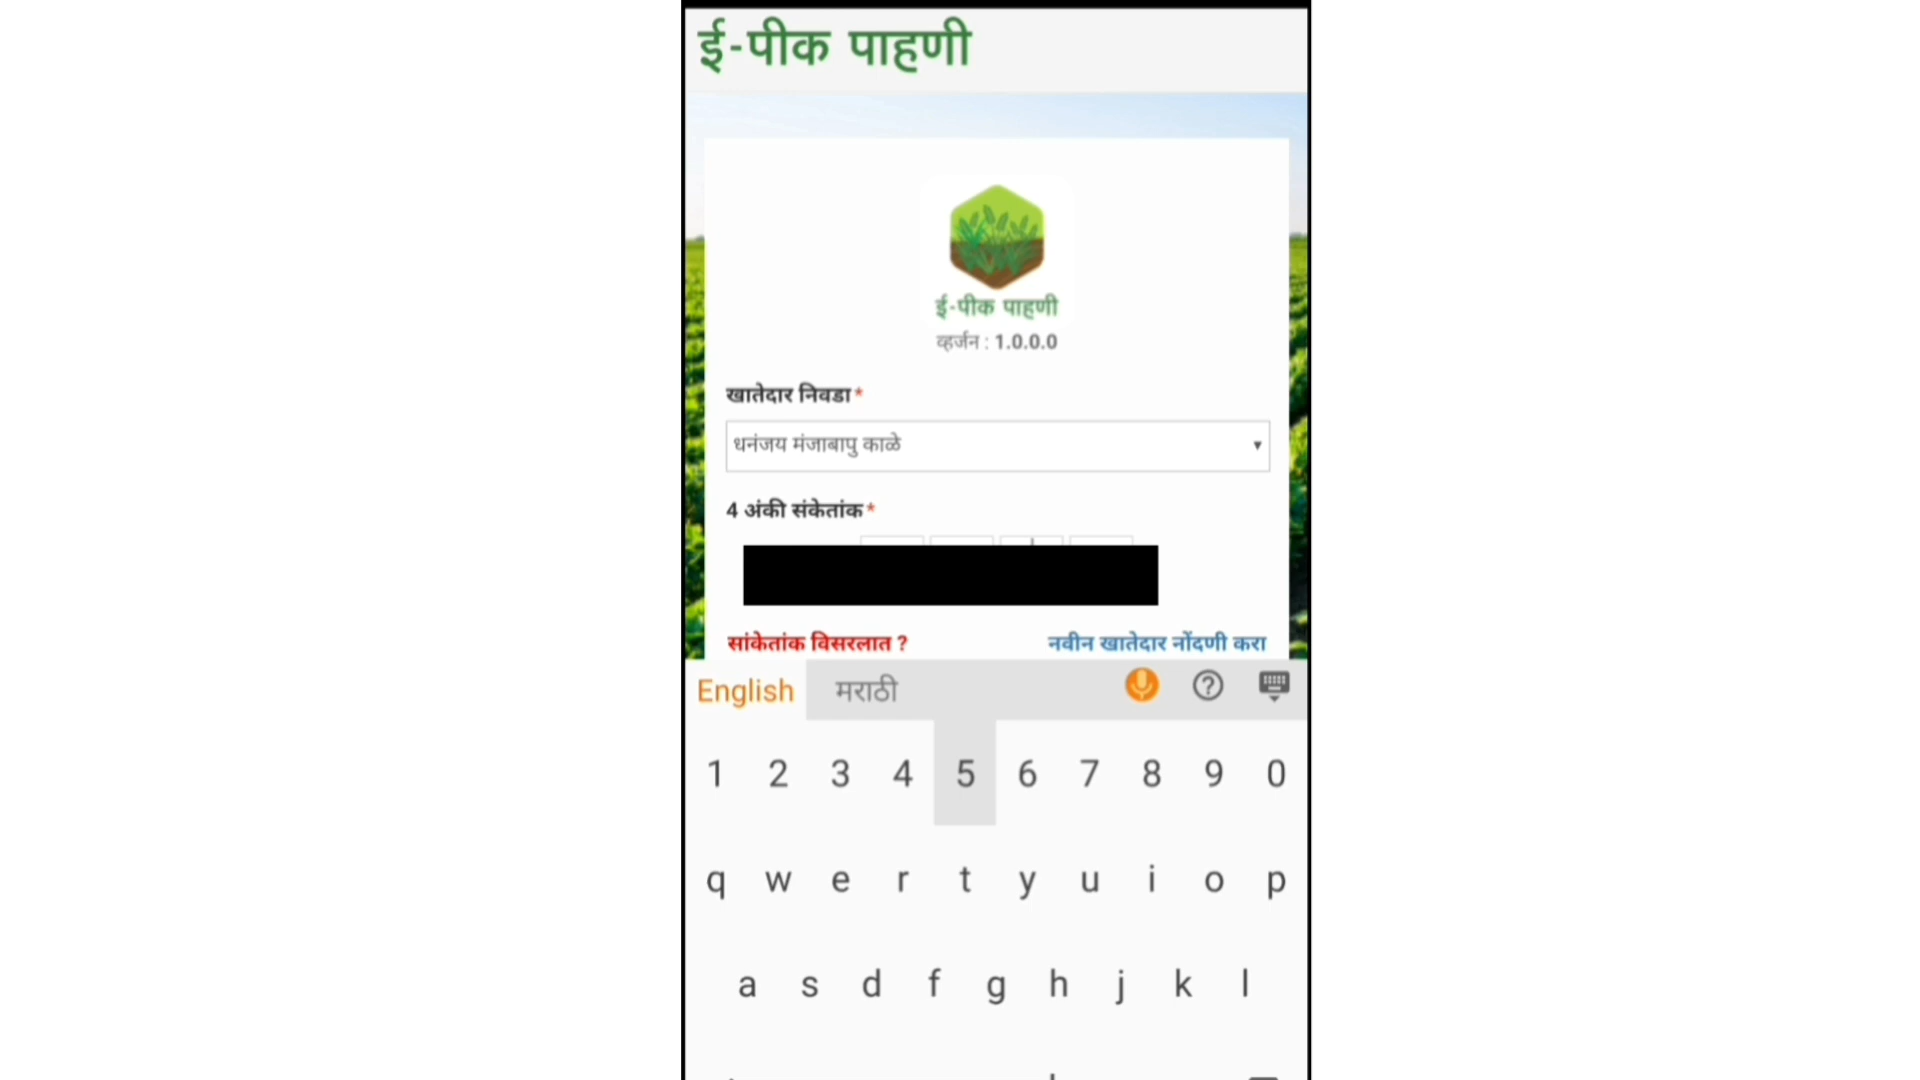 ई-पीक पाहणी
ई-पीक पाहणी
व्हर्जन : 1.0.0.0
खातेदार निवडा*
धनंजय मंजाबापु काळे
4 अंकी संकेतांक*
सांकेतांक विसरलात ? नवीन खातेदार नोंदणी करा
English मराठी
1 2 3 4 5 6 7 8 9 0
q w e r t y u i o p
a s d f g h j k l